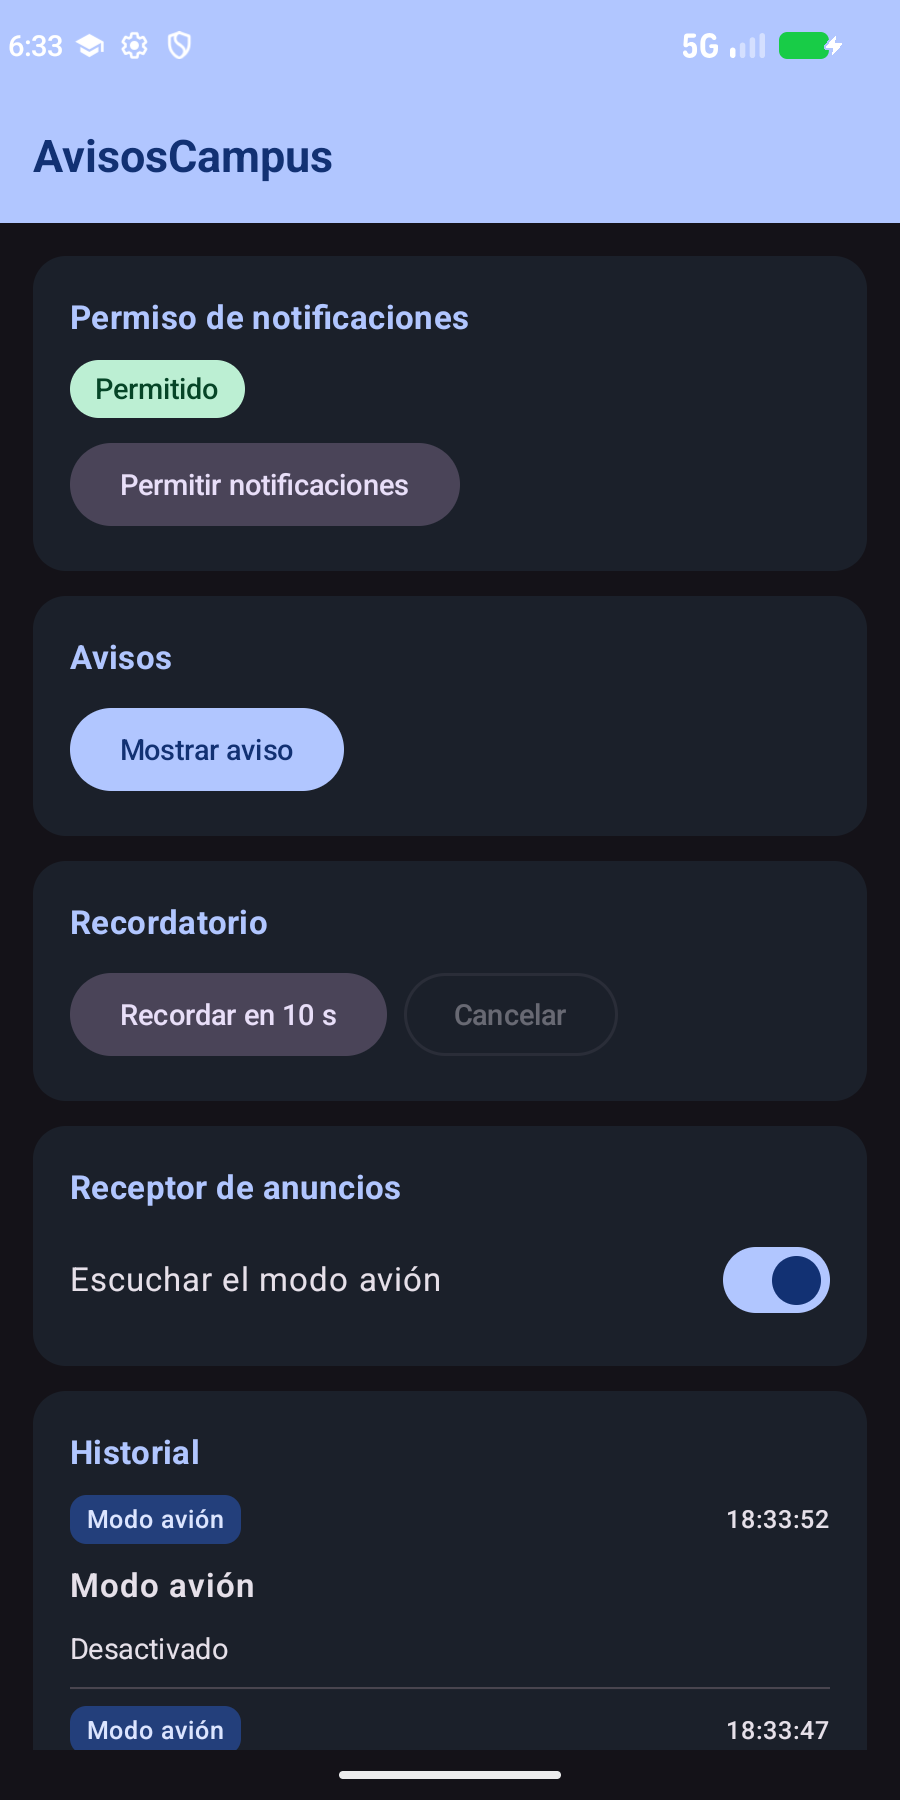 6:33
5G
AvisosCampus
Permiso de notificaciones
Permitido
Permitir notificaciones
Avisos
Mostrar aviso
Recordatorio
Recordar en 10 s
Cancelar
Receptor de anuncios
Escuchar el modo avión
Historial
Modo avión
18:33:52
Modo avión
Desactivado
Modo avión
18:33:47